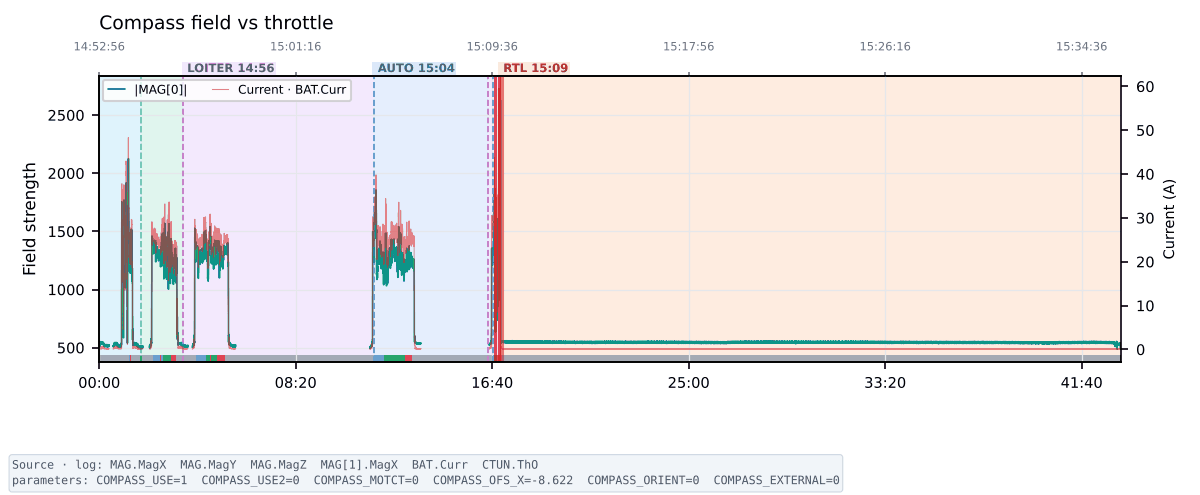 Compass field vs throttle
14:52:56 15:01:16 15:09:36 15:17:56 15:26:16 15:34:36
LOITER 14:56 AUTO 15:04 RTL 15:09
|MAG[0]| Current · BAT.Curr
Field strength
2500
2000
1500
1000
500
60
50
40
30
20
10
0
Current (A)
00:00 08:20 16:40 25:00 33:20 41:40
Source · log: MAG.MagX MAG.MagY MAG.MagZ MAG[1].MagX BAT.Curr CTUN.ThO
parameters: COMPASS_USE=1 COMPASS_USE2=0 COMPASS_MOTCT=0 COMPASS_OFS_X=-8.622 COMPASS_ORIENT=0 COMPASS_EXTERNAL=0